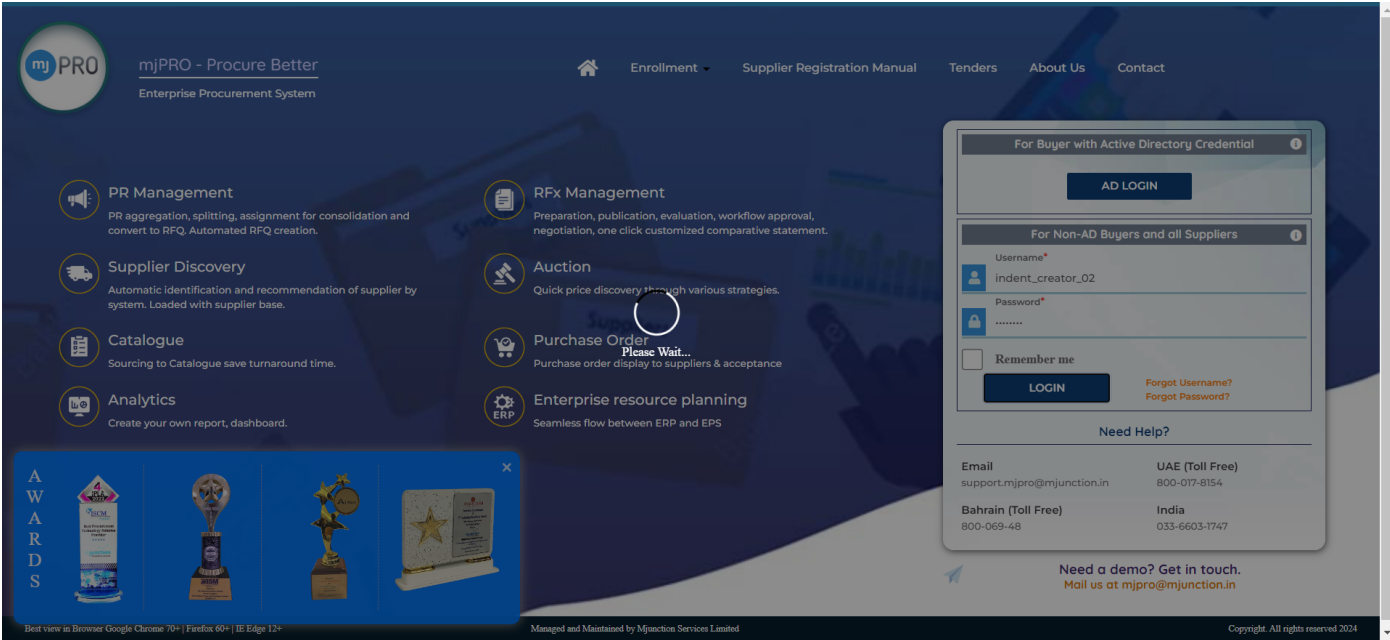 mj PRO
mjPRO - Procure Better
Enterprise Procurement System
Enrollment
Supplier Registration Manual
Tenders
About Us
Contact
PR Management
PR aggregation, splitting, assignment for consolidation and
convert to RFQ. Automated RFQ creation.
RFx Management
Preparation, publication, evaluation, workflow approval,
negotiation, one click customized comparative statement.
Supplier Discovery
Automatic identification and recommendation of supplier by
system. Loaded with supplier base.
Auction
Quick price discovery through various strategies.
Catalogue
Sourcing to Catalogue save turnaround time.
Purchase Order
Purchase order display to suppliers & acceptance
Please Wait...
Analytics
Create your own report, dashboard.
ERP
Enterprise resource planning
Seamless flow between ERP and EPS
For Buyer with Active Directory Credential
AD LOGIN
For Non-AD Buyers and all Suppliers
Username*
indent_creator_02
Password*
........
Remember me
LOGIN
Forgot Username?
Forgot Password?
Need Help?
Email
support.mjpro@mjunction.in
UAE (Toll Free)
800-017-8154
Bahrain (Toll Free)
800-069-48
India
033-6603-1747
Need a demo? Get in touch.
Mail us at mjpro@mjunction.in
AWARDS
Best view in Browser Google Chrome 70+ | Firefox 60+ | IE Edge 12+
Managed and Maintained by Mjunction Services Limited
Copyright. All rights reserved 2024